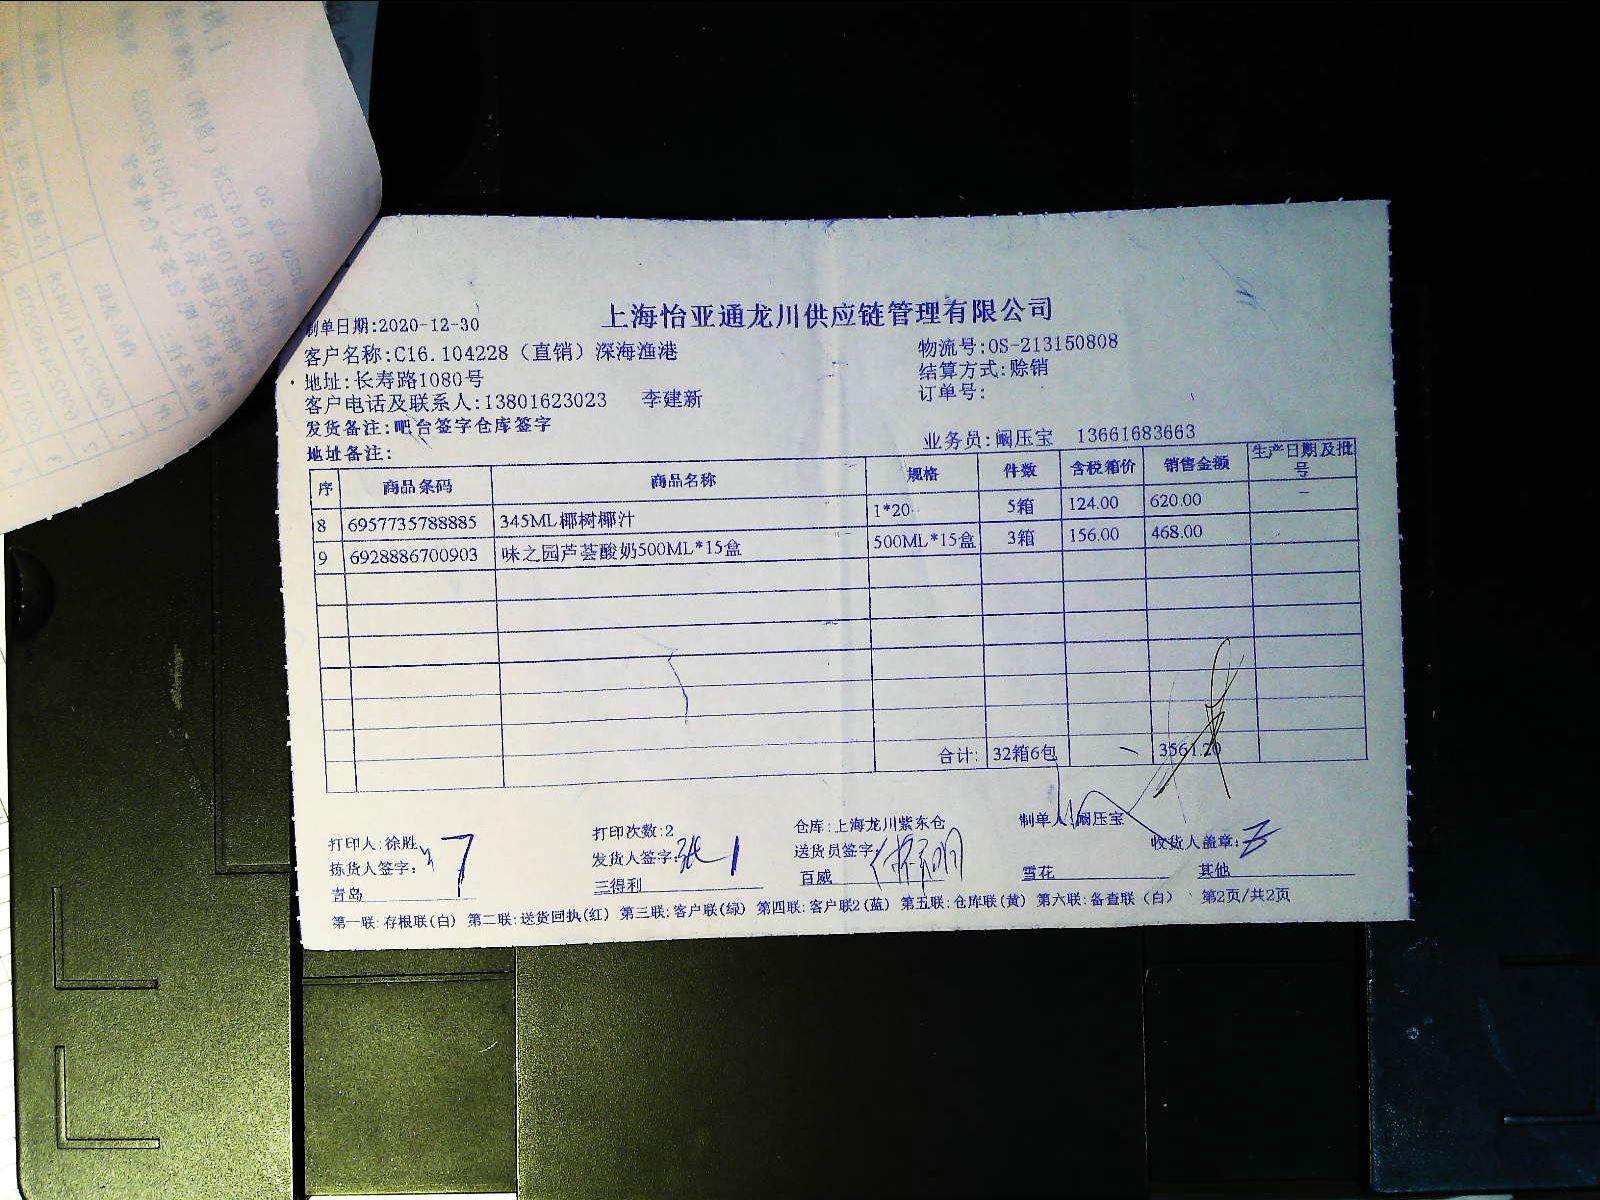 上海怡亚通龙川供应链管理有限公司
制单日期:2020-12-30
客户名称:C16.104228（直销）深海渔港
物流号:OS-213150808
地址:长寿路1080号
结算方式:赊销
客户电话及联系人:13801623023 李建新
订单号:
发货备注:吧台签字仓库签字
地址备注:
业务员:阚压宝 13661683663
序 商品条码 商品名称 规格 件数 含税箱价 销售金额 生产日期及批号
8 6957735788885 345ML椰树椰汁 1*20 5箱 124.00 620.00
9 6928886700903 味之园芦荟酸奶500ML*15盒 500ML*15盒 3箱 156.00 468.00
合计: 32箱6包 3561.20
打印人:徐胜 打印次数:2 仓库:上海龙川紫东仓 制单人:阚压宝
拣货人签字: 发货人签字: 张 送货员签字: 收货人盖章:
青岛 三得利 百威 雪花 其他
第一联:存根联(白) 第二联:送货回执(红) 第三联:客户联(绿) 第四联:客户联2(蓝) 第五联:仓库联(黄) 第六联:备查联（白） 第2页/共2页